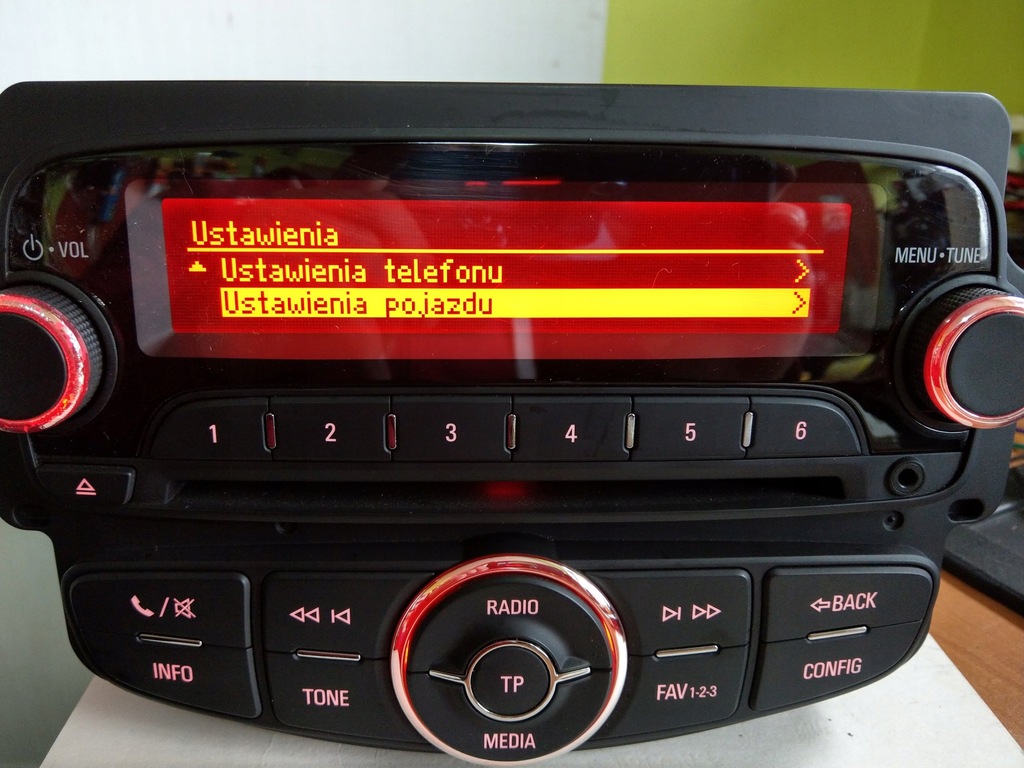 Ustawienia
Ustawienia telefonu >
Ustawienia pojazdu >
VOL
MENU•TUNE
1 2 3 4 5 6
RADIO
BACK
INFO
TONE
TP
FAV 1-2-3
CONFIG
MEDIA